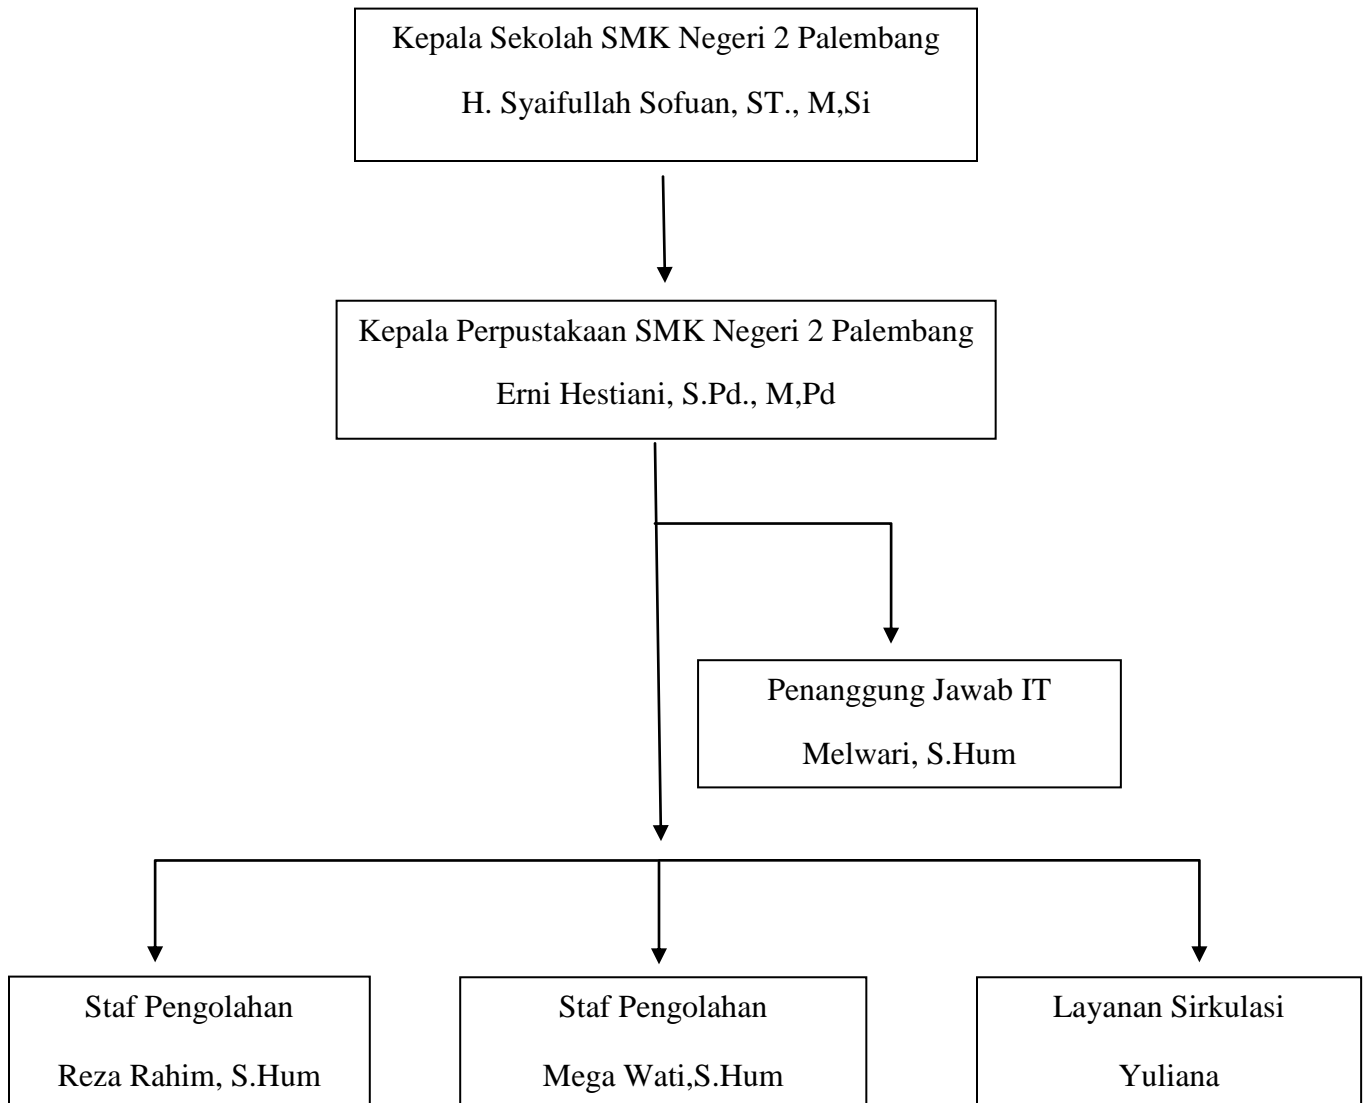 Kepala Sekolah SMK Negeri 2 Palembang
H. Syaifullah Sofuan, ST., M,Si
Kepala Perpustakaan SMK Negeri 2 Palembang
Erni Hestiani, S.Pd., M,Pd
Penanggung Jawab IT
Melwari, S.Hum
Staf Pengolahan
Reza Rahim, S.Hum
Staf Pengolahan
Mega Wati,S.Hum
Layanan Sirkulasi
Yuliana